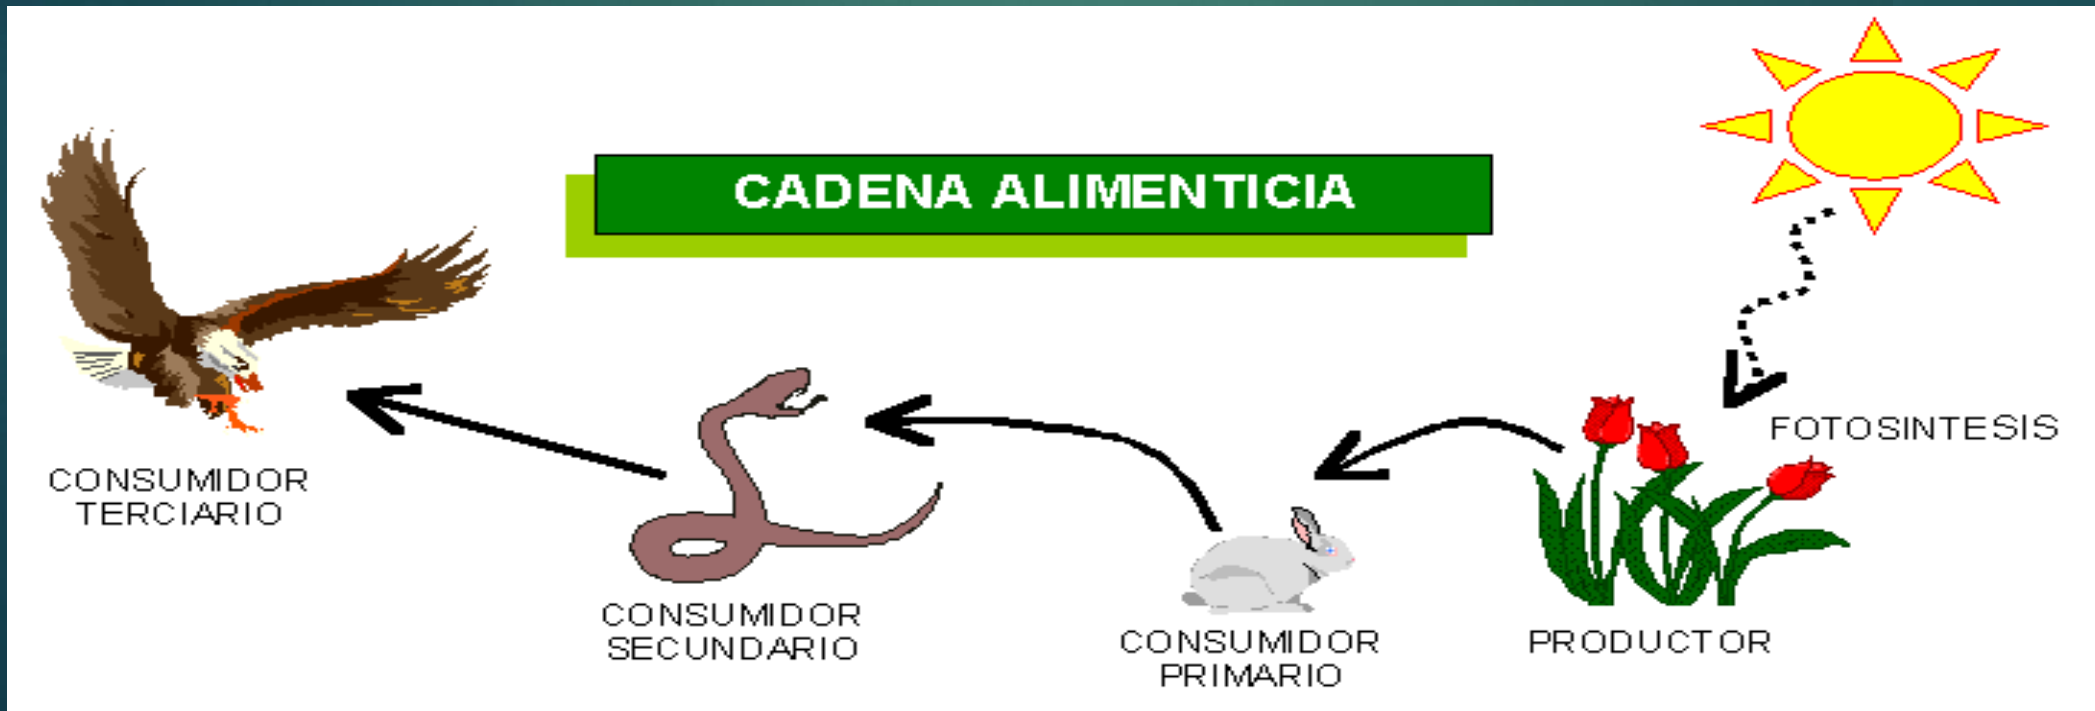 CADENA ALIMENTICIA
FOTOSINTESIS
CONSUMIDOR
TERCIARIO
CONSUMIDOR
SECUNDARIO
CONSUMIDOR
PRIMARIO
PRODUCTOR